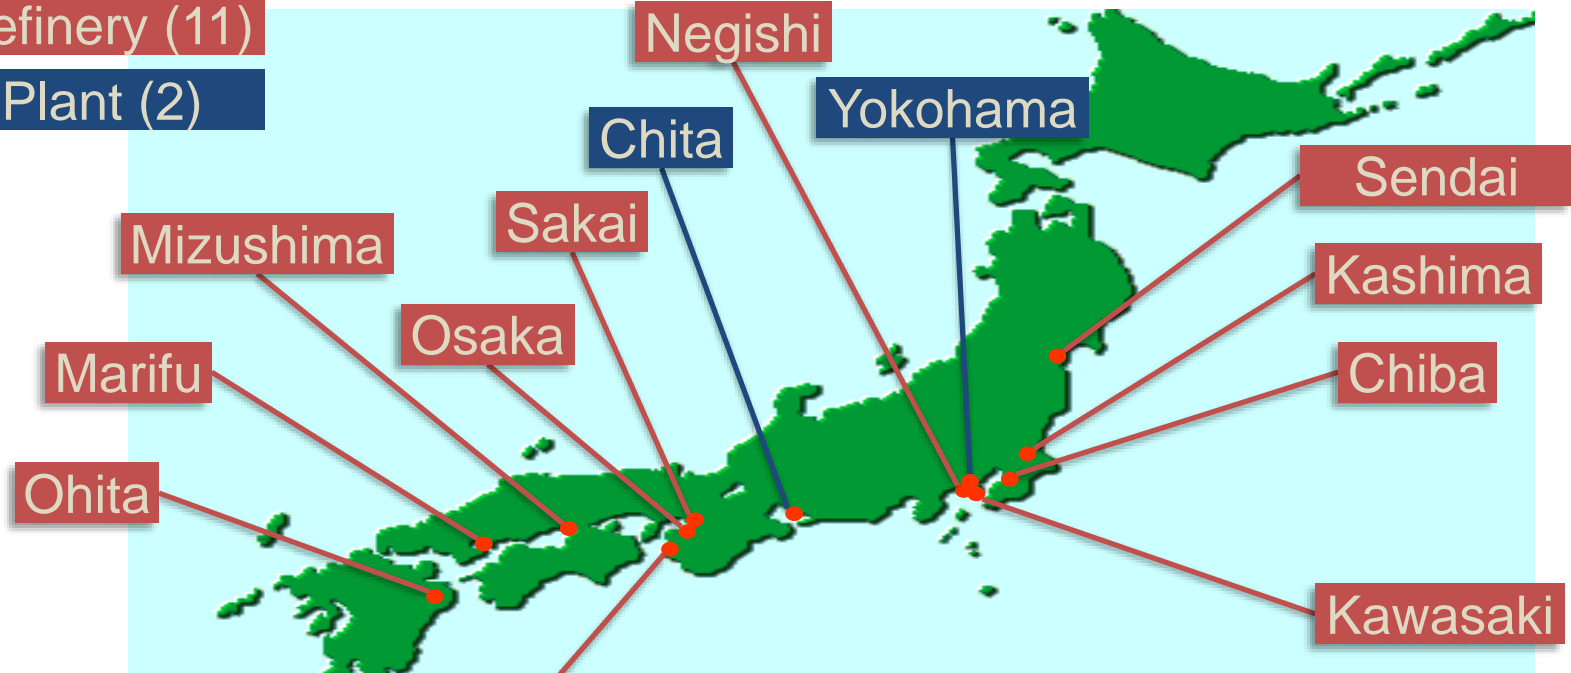 efinery (11)
Plant (2)
Negishi
Yokohama
Chita
Sendai
Sakai
Mizushima
Kashima
Osaka
Marifu
Chiba
Ohita
Kawasaki